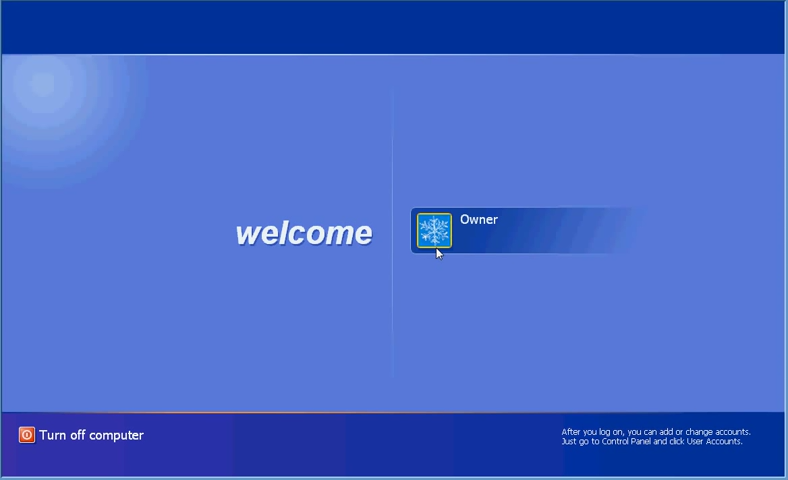 welcome
Owner
Turn off computer
After you log on, you can add or change accounts.
Just go to Control Panel and click User Accounts.